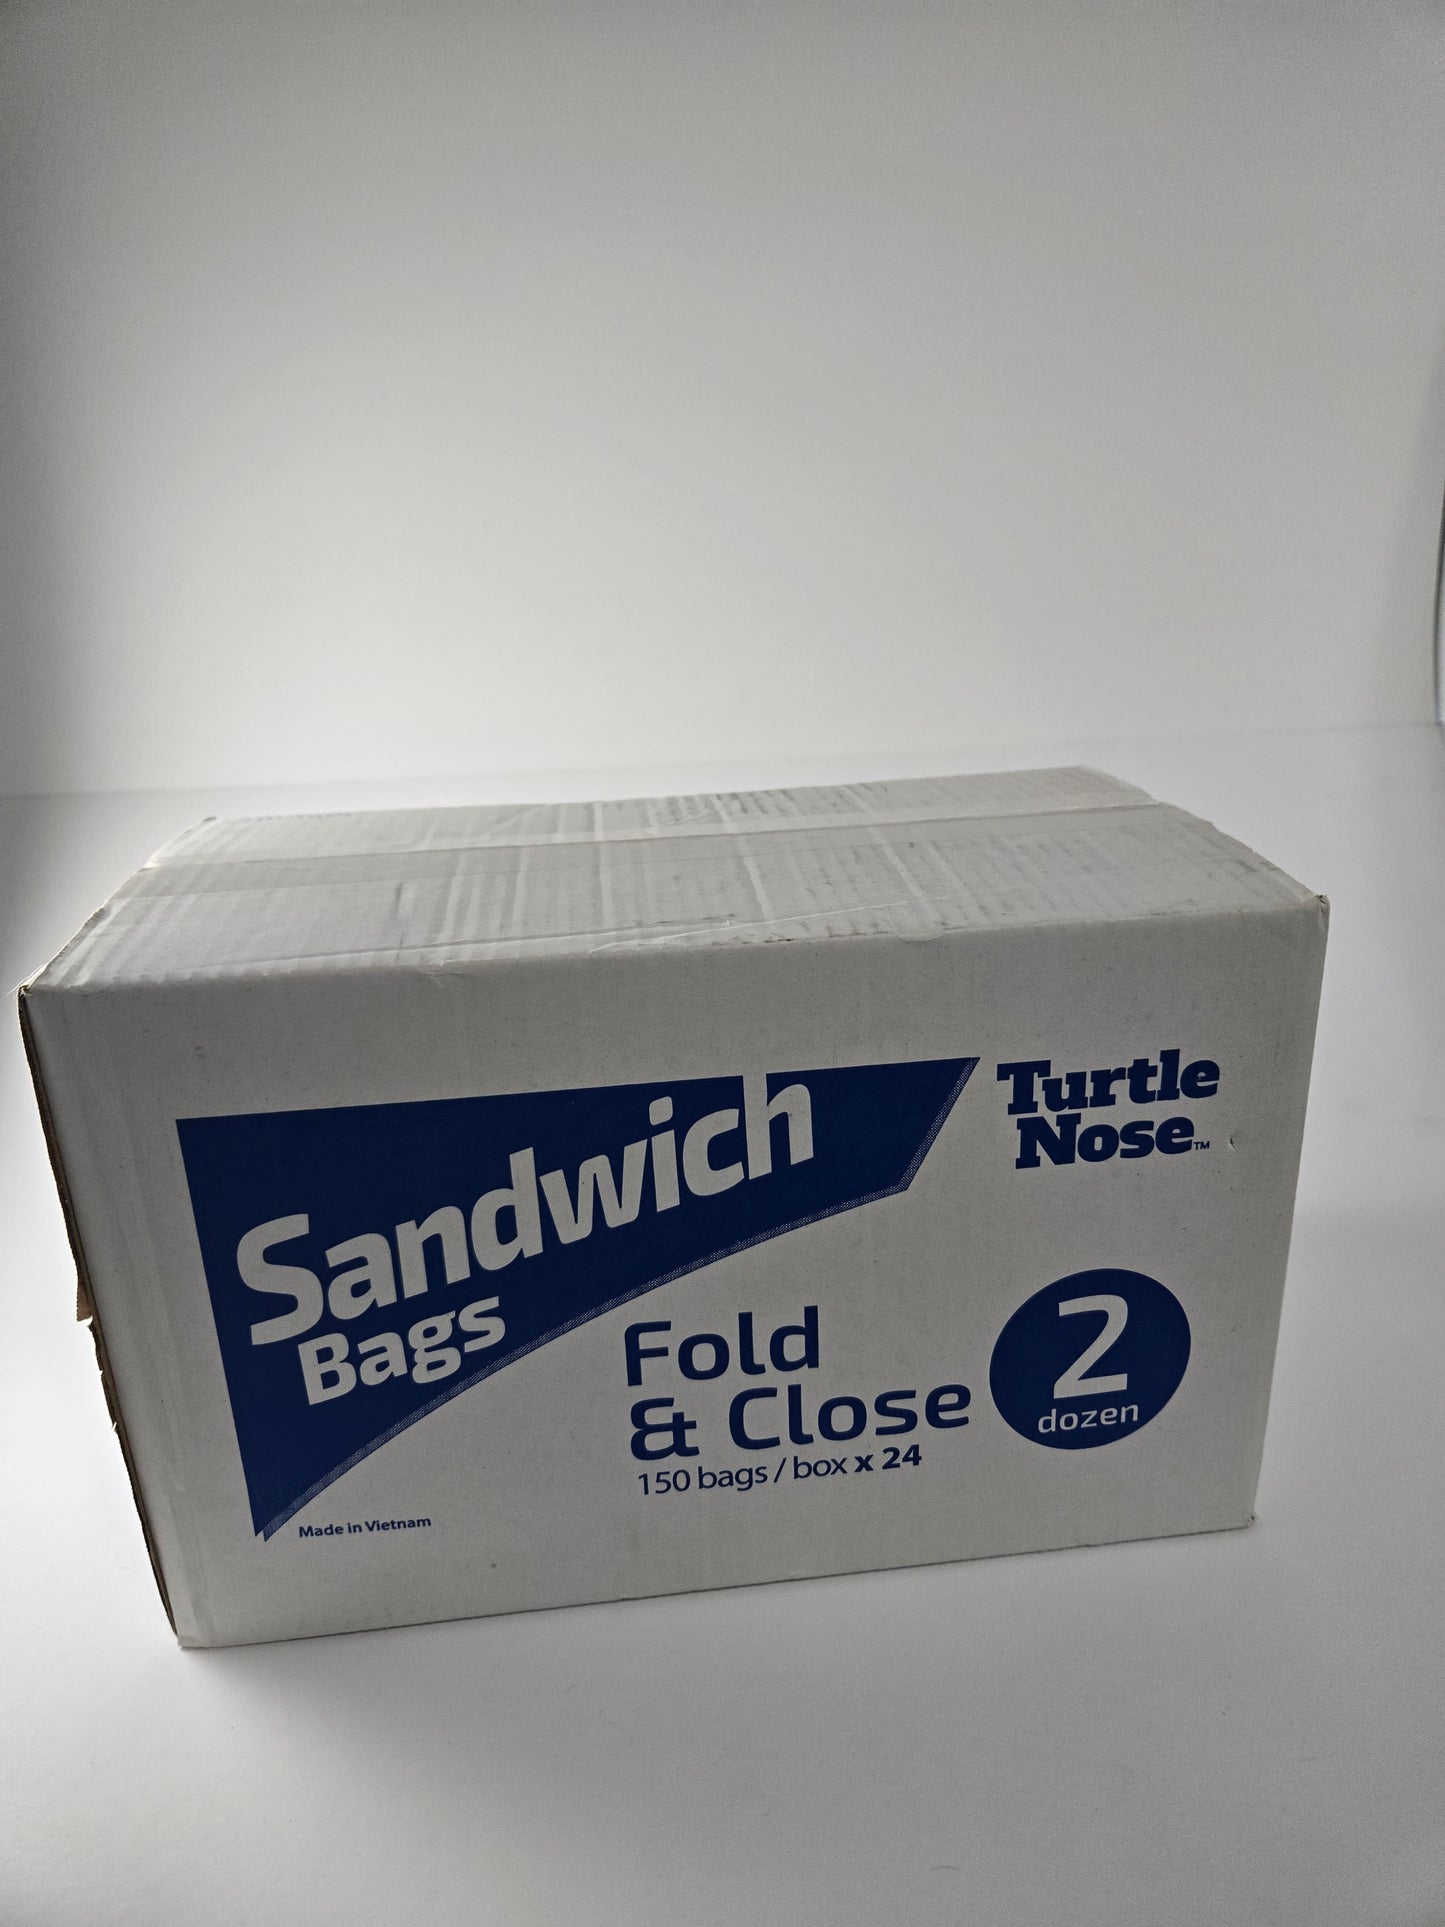 Sandwich
Bags
Turtle
Nose™
Fold
& Close
150 bags / box x 24
2
dozen
Made in Vietnam